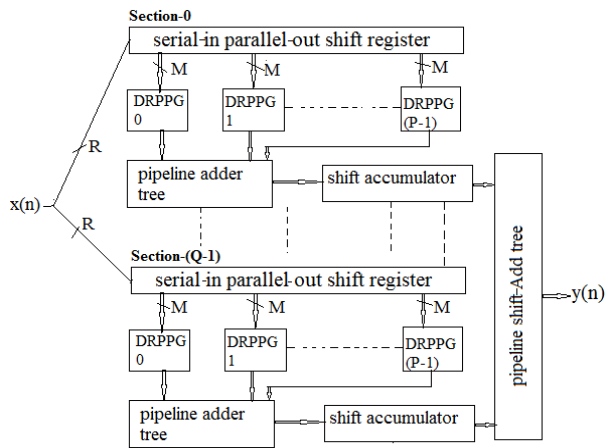 Section-0
serial-in parallel-out shift register
M M M
DRPPG
0
DRPPG
1
DRPPG
(P-1)
R
pipeline adder
tree
shift accumulator
x(n)
R
Section-(Q-1)
serial-in parallel-out shift register
M M M
DRPPG
0
DRPPG
1
DRPPG
(P-1)
pipeline adder
tree
shift accumulator
pipeline shift-Add tree
y(n)